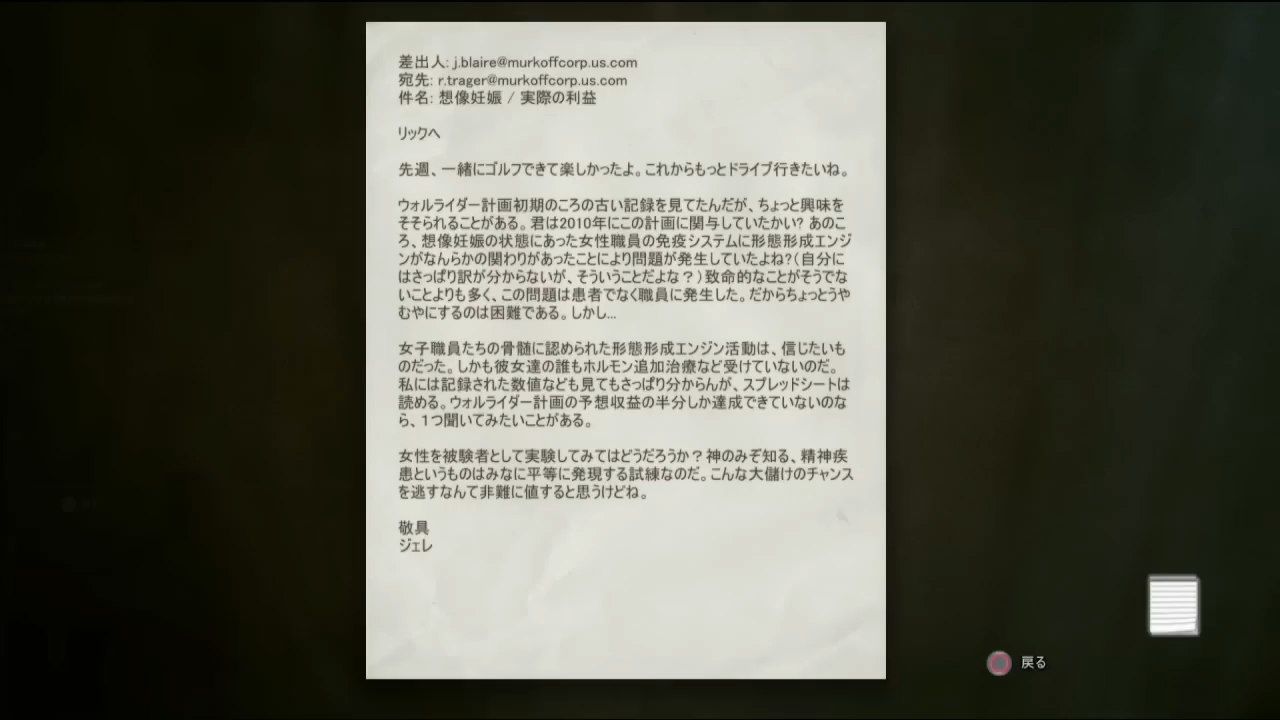 差出人: j.blaire@murkoffcorp.us.com
宛先: r.trager@murkoffcorp.us.com
件名: 想像妊娠 / 実際の利益
リックへ
先週、一緒にゴルフできて楽しかったよ。これからもっとドライブ行きたいね。
ウォルライダー計画初期のころの古い記録を見てたんだが、ちょっと興味を
そそられることがある。君は2010年にこの計画に関与していたかい? あのこ
ろ、想像妊娠の状態にあった女性職員の免疫システムに形態形成エンジ
ンがなんらかの関わりがあったことにより問題が発生していたよね?(自分に
はさっぱり訳が分からないが、そういうことだよな？)致命的なことがそうでな
いことよりも多く、この問題は患者でなく職員に発生した。だからちょっとうや
むやにするのは困難である。しかし...
女子職員たちの骨髄に認められた形態形成エンジン活動は、信じたいも
のだった。しかも彼女達の誰もホルモン追加治療など受けていないのだ。
私には記録された数値なども見てもさっぱり分からんが、スプレッドシートは
読める。ウォルライダー計画の予想収益の半分しか達成できていないのな
ら、1つ聞いてみたいことがある。
女性を被験者として実験してみてはどうだろうか？神のみぞ知る、精神疾
患というものはみなに平等に発現する試練なのだ。こんな大儲けのチャンス
を逃すなんて非難に値すると思うけどね。
敬具
ジェレ
戻る